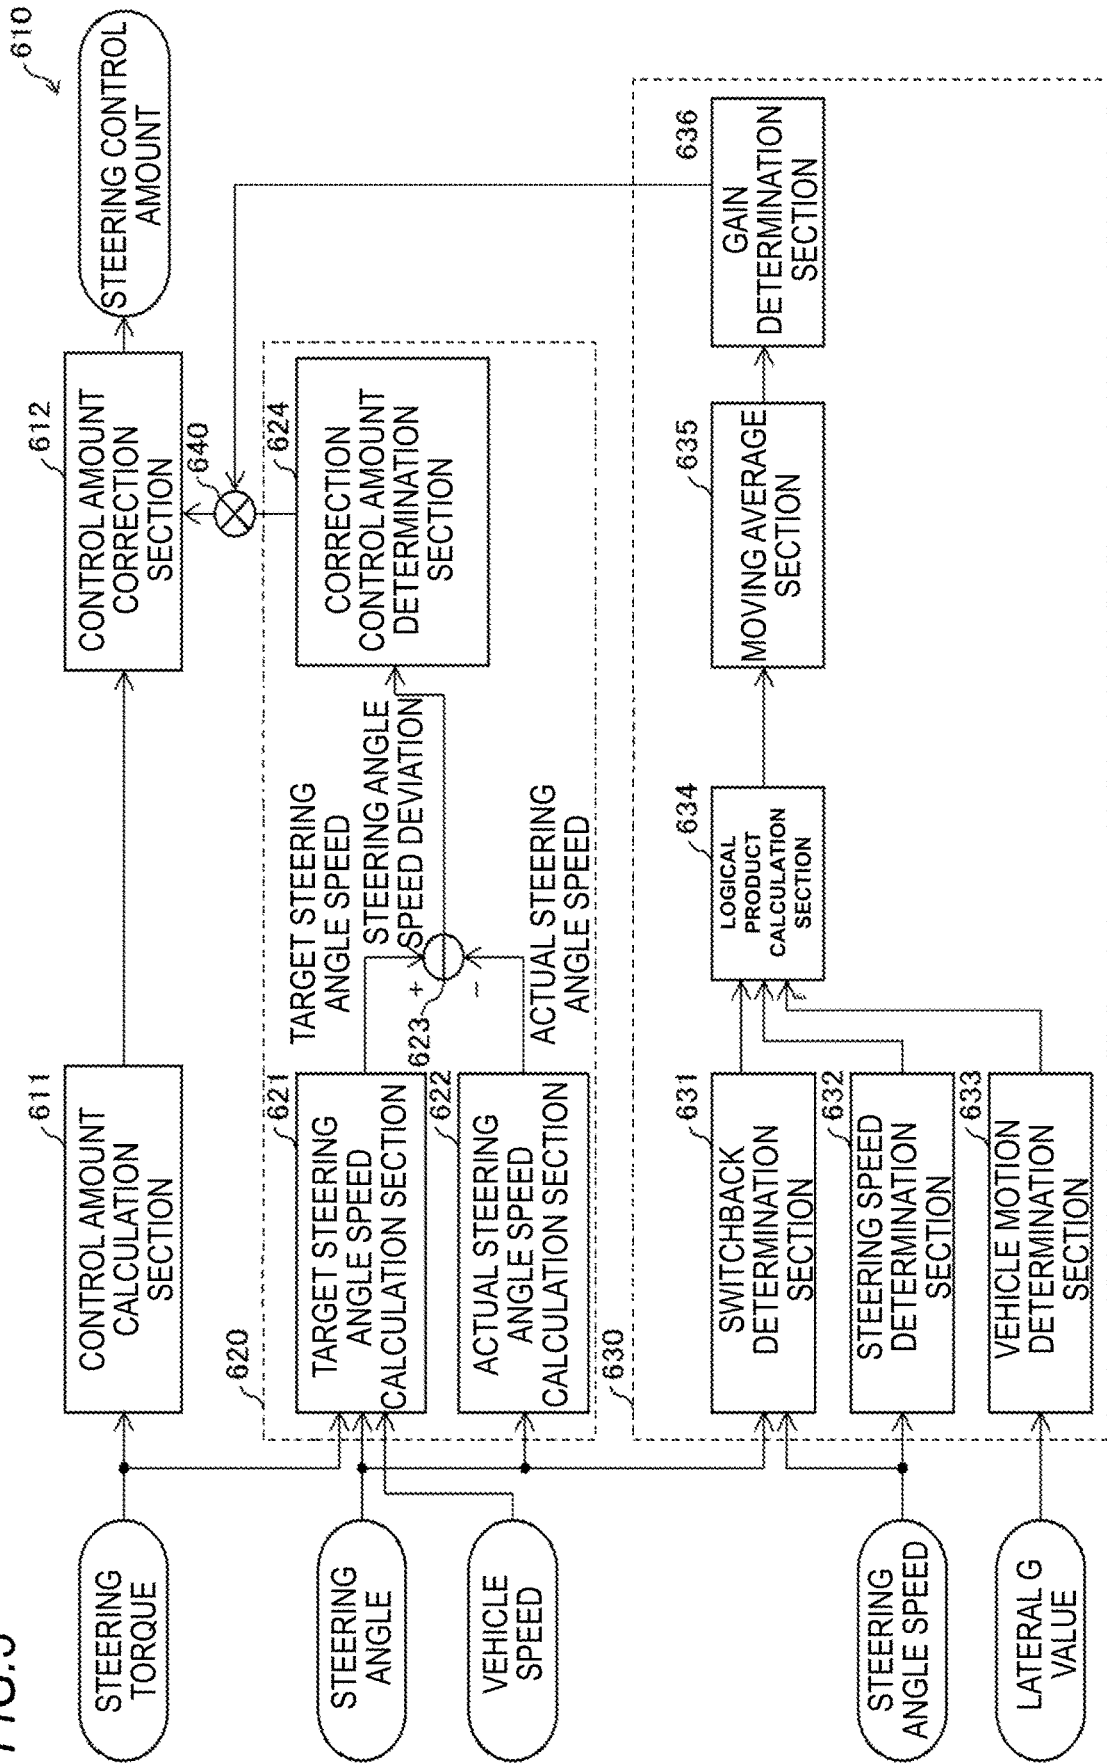 610
STEERING
TORQUE
611
CONTROL AMOUNT
CALCULATION
SECTION
612
CONTROL AMOUNT
CORRECTION
SECTION
STEERING CONTROL
AMOUNT
640
620
STEERING
ANGLE
VEHICLE
SPEED
621
TARGET STEERING
ANGLE SPEED
CALCULATION SECTION
622
ACTUAL STEERING
ANGLE SPEED
CALCULATION SECTION
TARGET STEERING
ANGLE SPEED
623
+
−
STEERING ANGLE
SPEED DEVIATION
ACTUAL STEERING
ANGLE SPEED
624
CORRECTION
CONTROL AMOUNT
DETERMINATION
SECTION
630
STEERING
ANGLE SPEED
LATERAL G
VALUE
631
SWITCHBACK
DETERMINATION
SECTION
632
STEERING SPEED
DETERMINATION
SECTION
633
VEHICLE MOTION
DETERMINATION
SECTION
634
LOGICAL
PRODUCT
CALCULATION
SECTION
635
MOVING AVERAGE
SECTION
636
GAIN
DETERMINATION
SECTION